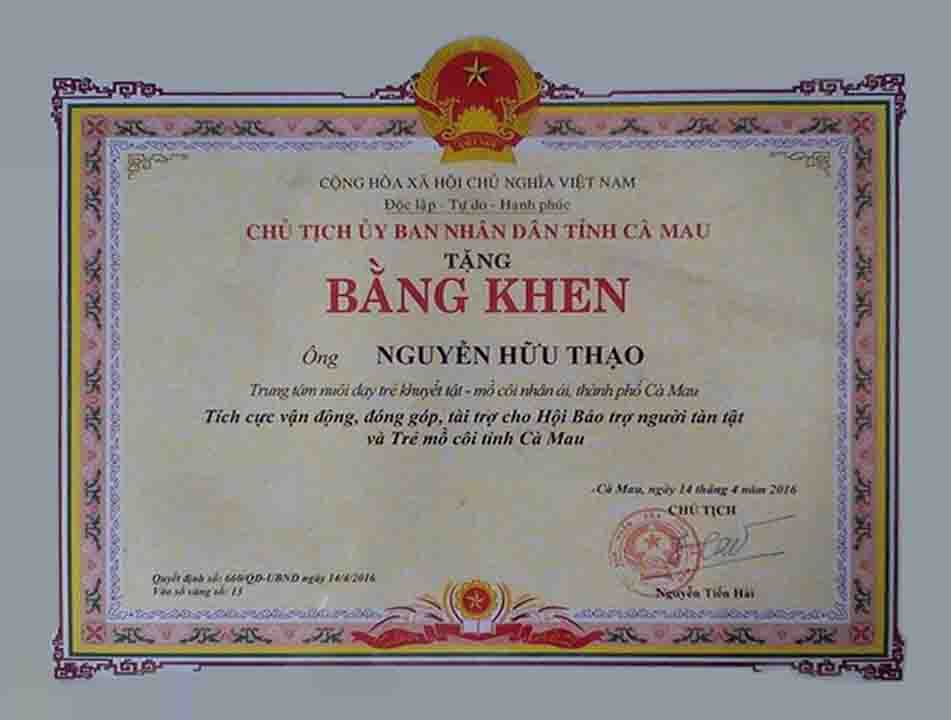 CỘNG HÒA XÃ HỘI CHỦ NGHĨA VIỆT NAM
Độc lập - Tự do - Hạnh phúc
CHỦ TỊCH ỦY BAN NHÂN DÂN TỈNH CÀ MAU
TẶNG
BẰNG KHEN
Ông NGUYỄN HỮU THẠO
Trung tâm nuôi dạy trẻ khuyết tật - mồ côi nhân ái, thành phố Cà Mau
Tích cực vận động, đóng góp, tài trợ cho Hội Bảo trợ người tàn tật
và Trẻ mồ côi tỉnh Cà Mau
Cà Mau, ngày 14 tháng 4 năm 2016
CHỦ TỊCH
Nguyễn Tiến Hải
Quyết định số: 660/QĐ-UBND ngày 14/4/2016
Vào sổ vàng số: 13